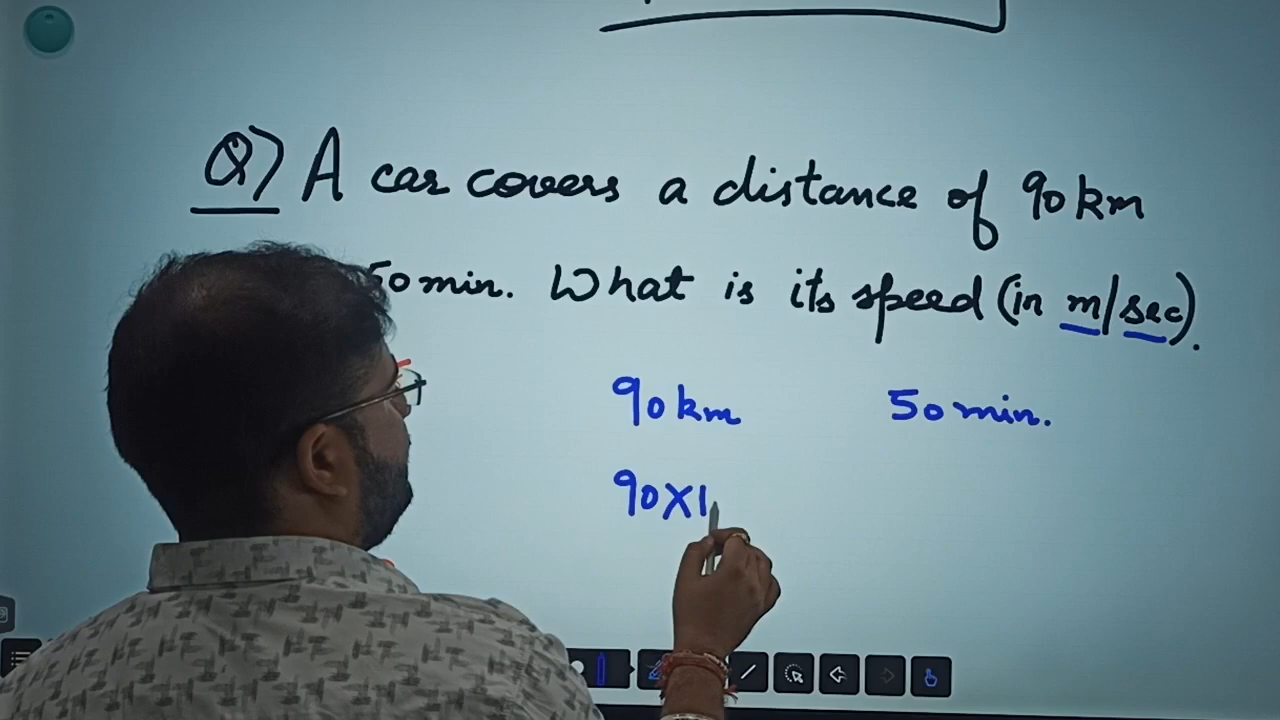 Q) A car covers a distance of 90 km
50 min. What is its speed (in m/sec).
90 km 50 min.
90 X 1